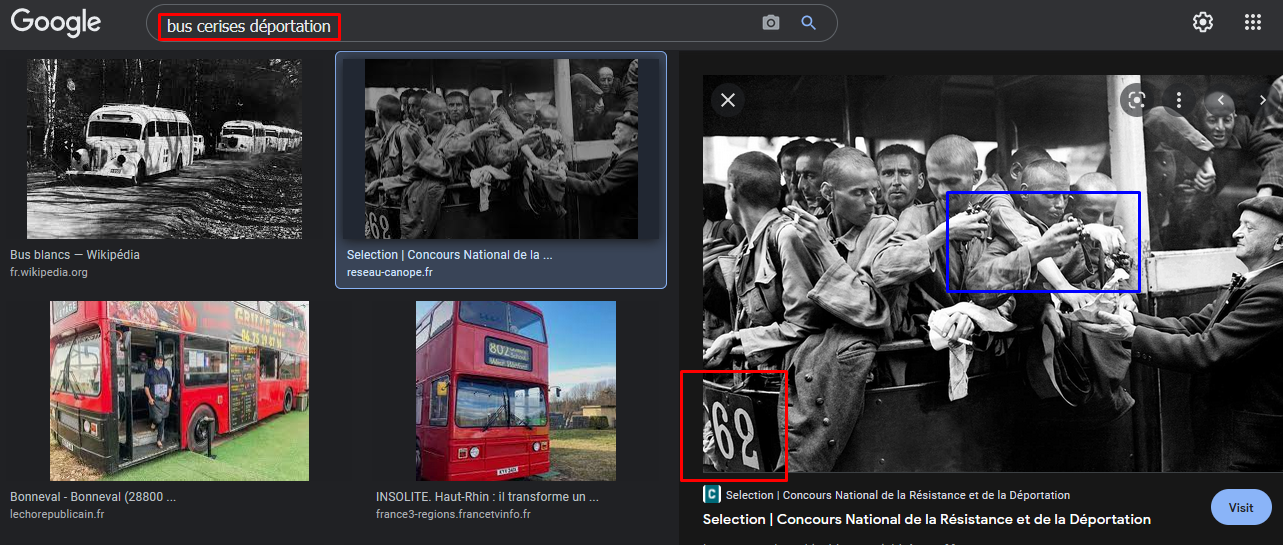 Google
bus cerises déportation
Bus blancs — Wikipédia
fr.wikipedia.org
62
Selection | Concours National de la ...
reseau-canope.fr
GRILL'S BUS
802
Bonneval - Bonneval (28800 ...
lechorepublicain.fr
INSOLITE. Haut-Rhin : il transforme un ...
france3-regions.francetvinfo.fr
62
C Selection | Concours National de la Résistance et de la Déportation
Selection | Concours National de la Résistance et de la Déportation
Visit